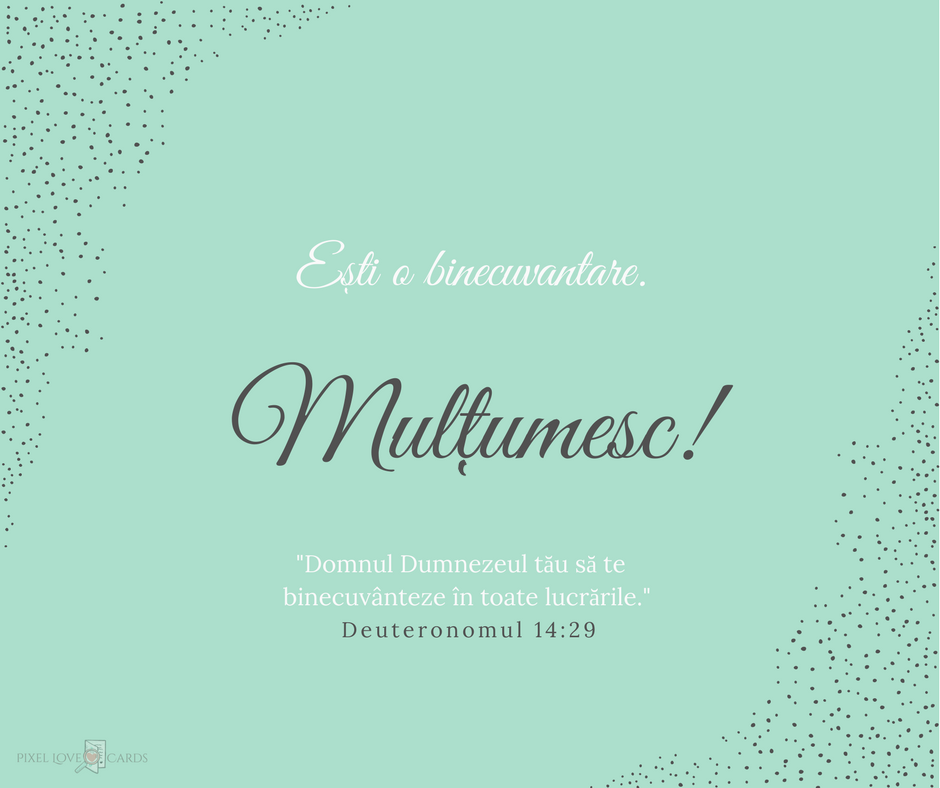 Ești o binecuvantare.
Mulțumesc!
"Domnul Dumnezeul tău să te
binecuvânteze în toate lucrările."
Deuteronomul 14:29
PIXEL LOVE CARDS